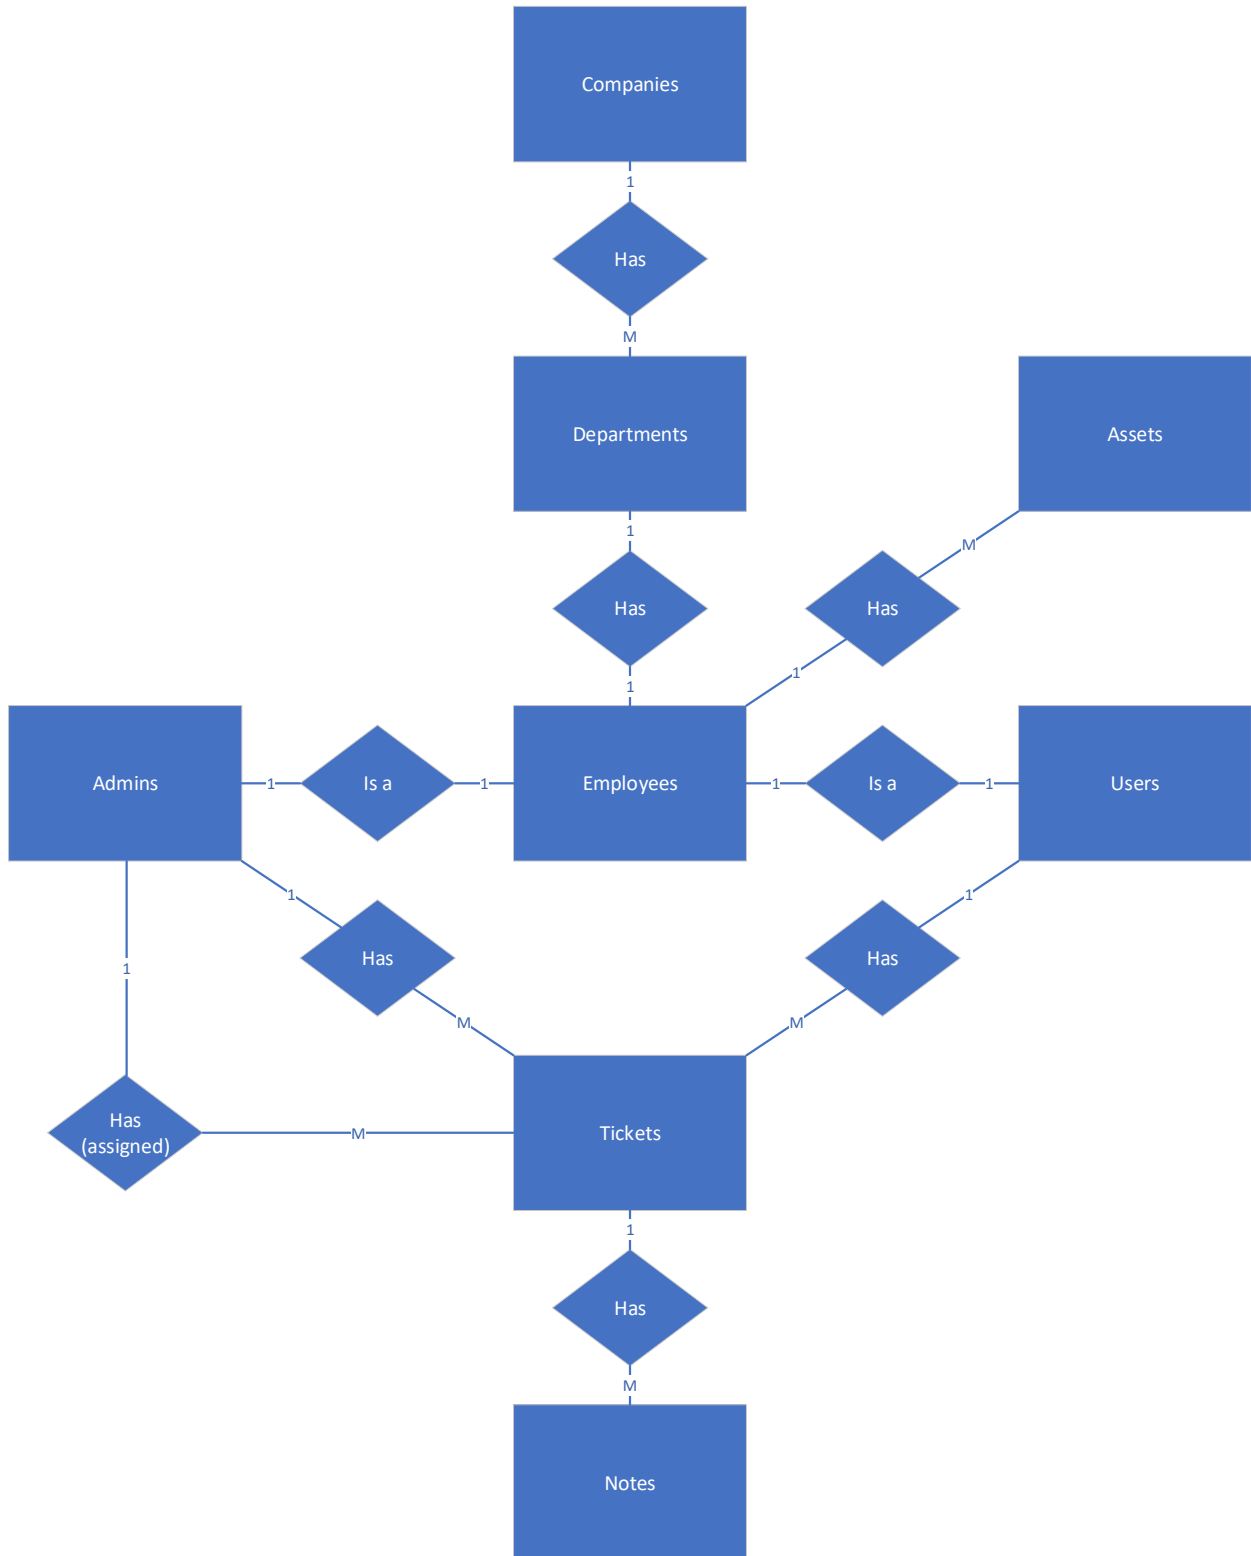 Companies
1
Has
M
Departments
Assets
1
M
Has
Has
1
1
Admins
1
Is a
1
Employees
1
Is a
1
Users
1
1
Has
Has
1
M
M
Has
(assigned)
M
Tickets
1
Has
M
Notes